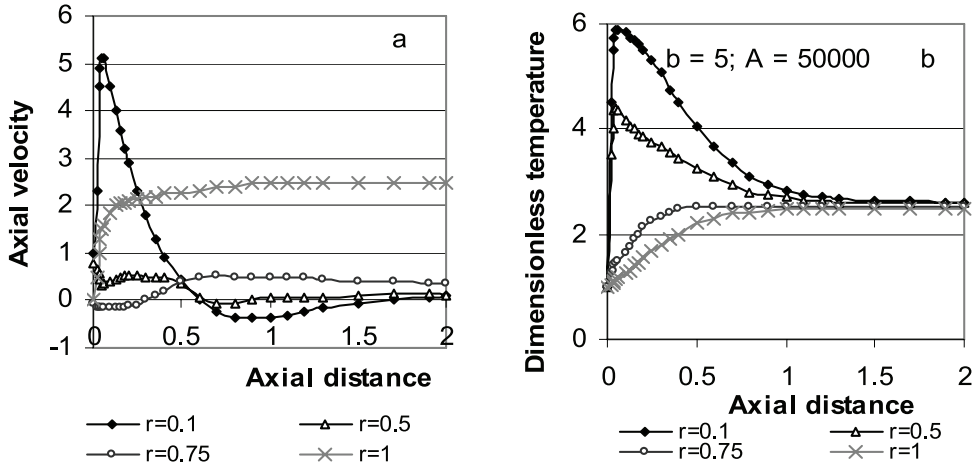 6
5
4
3
2
1
0
-1
Axial velocity
a
0
0.5
1
1.5
2
Axial distance
r=0.1
r=0.5
r=0.75
r=1
6
4
2
0
Dimensionless temperature
b = 5; A = 50000
b
0
0.5
1
1.5
2
Axial distance
r=0.1
r=0.5
r=0.75
r=1